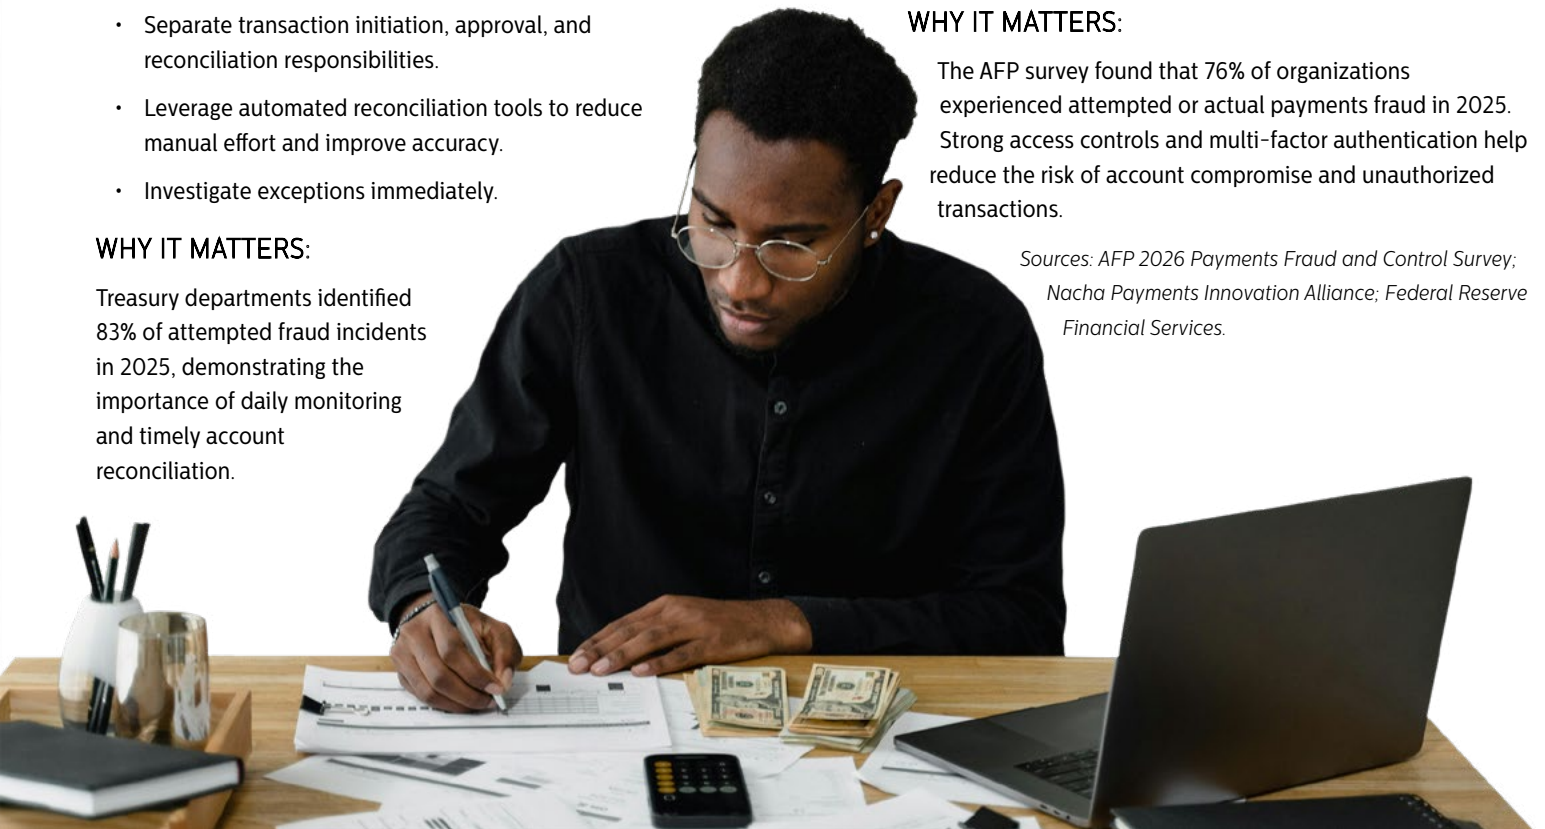 • Separate transaction initiation, approval, and
reconciliation responsibilities.
• Leverage automated reconciliation tools to reduce
manual effort and improve accuracy.
• Investigate exceptions immediately.
WHY IT MATTERS:
Treasury departments identified
83% of attempted fraud incidents
in 2025, demonstrating the
importance of daily monitoring
and timely account
reconciliation.
WHY IT MATTERS:
The AFP survey found that 76% of organizations
experienced attempted or actual payments fraud in 2025.
Strong access controls and multi-factor authentication help
reduce the risk of account compromise and unauthorized
transactions.
Sources: AFP 2026 Payments Fraud and Control Survey;
Nacha Payments Innovation Alliance; Federal Reserve
Financial Services.